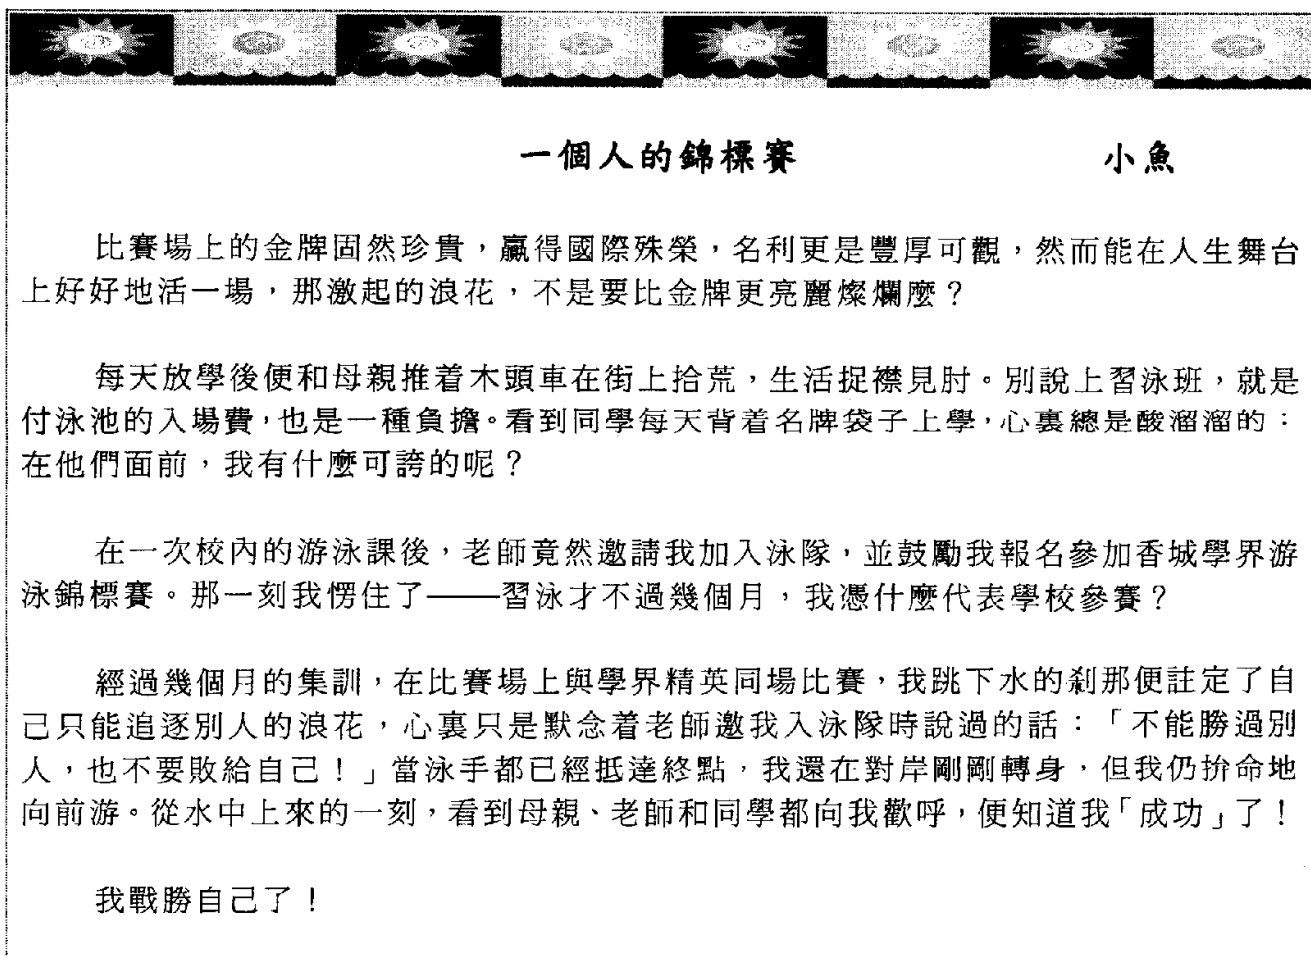 一個人的錦標賽 小魚
比賽場上的金牌固然珍貴，贏得國際殊榮，名利更是豐厚可觀，然而能在人生舞台
上好好地活一場，那激起的浪花，不是要比金牌更亮麗燦爛麼？
每天放學後便和母親推着木頭車在街上拾荒，生活捉襟見肘。別說上習泳班，就是
付泳池的入場費，也是一種負擔。看到同學每天背着名牌袋子上學，心裏總是酸溜溜的：
在他們面前，我有什麼可誇的呢？
在一次校內的游泳課後，老師竟然邀請我加入泳隊，並鼓勵我報名參加香城學界游
泳錦標賽。那一刻我愣住了——習泳才不過幾個月，我憑什麼代表學校參賽？
經過幾個月的集訓，在比賽場上與學界精英同場比賽，我跳下水的剎那便註定了自
己只能追逐別人的浪花，心裏只是默念着老師邀我入泳隊時說過的話：「不能勝過別
人，也不要敗給自己！」當泳手都已經抵達終點，我還在對岸剛剛轉身，但我仍拚命地
向前游。從水中上來的一刻，看到母親、老師和同學都向我歡呼，便知道我「成功」了！
我戰勝自己了！